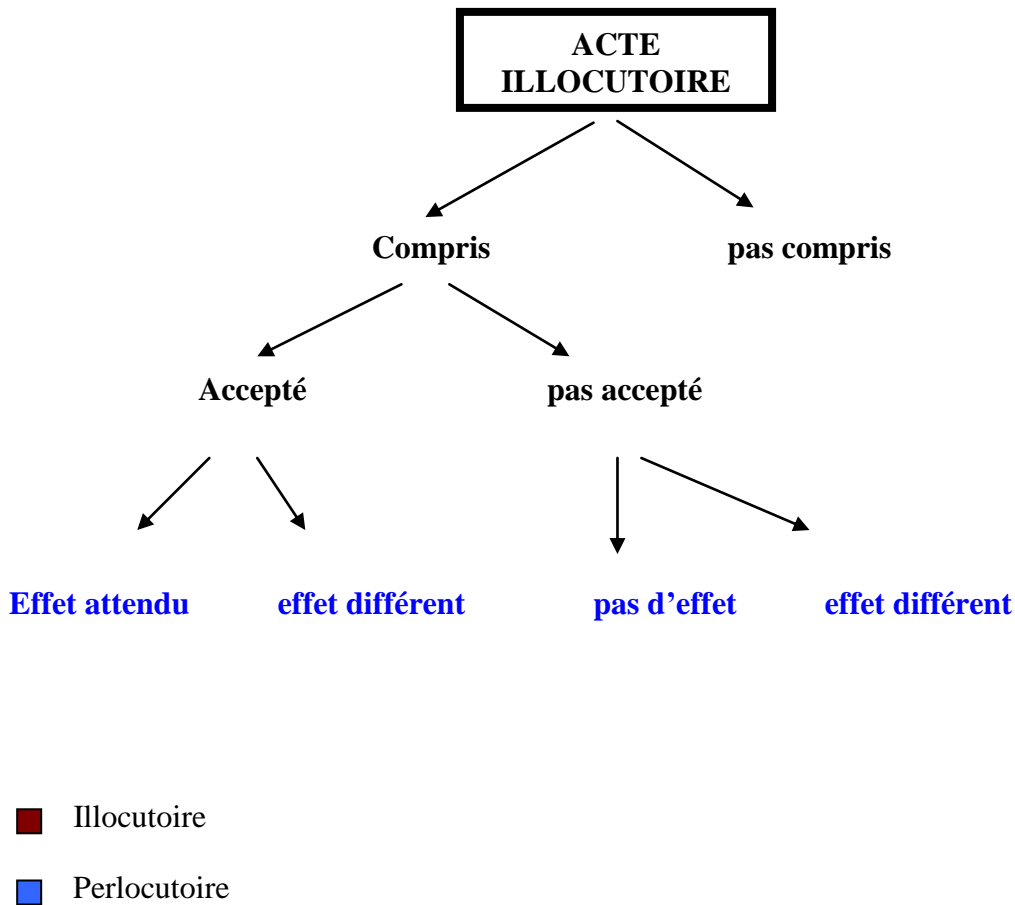 ACTE
ILLOCUTOIRE
Compris
pas compris
Accepté
pas accepté
Effet attendu
effet différent
pas d’effet
effet différent
Illocutoire
Perlocutoire